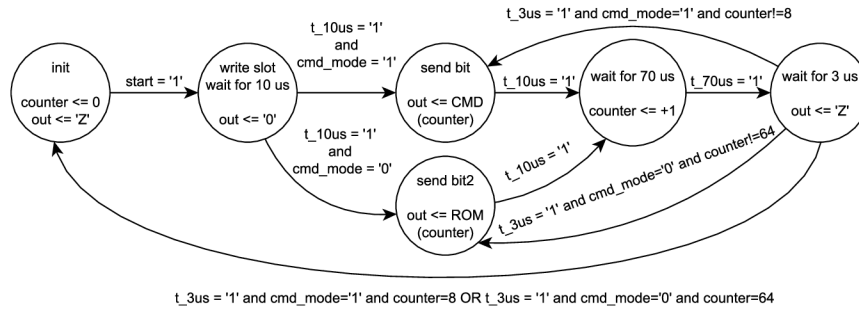 t_3us = '1' and cmd_mode='1' and counter!=8
t_10us = '1'
and
cmd_mode = '1'
init
counter <= 0
out <= 'Z'
start = '1'
write slot
wait for 10 us
out <= '0'
send bit
out <= CMD
(counter)
t_10us = '1'
wait for 70 us
counter <= +1
t_70us = '1'
wait for 3 us
out <= 'Z'
t_10us = '1'
and
cmd_mode = '0'
send bit2
out <= ROM
(counter)
t_10us = '1'
t_3us = '1' and cmd_mode='0' and counter!=64
t_3us = '1' and cmd_mode='1' and counter=8 OR t_3us = '1' and cmd_mode='0' and counter=64